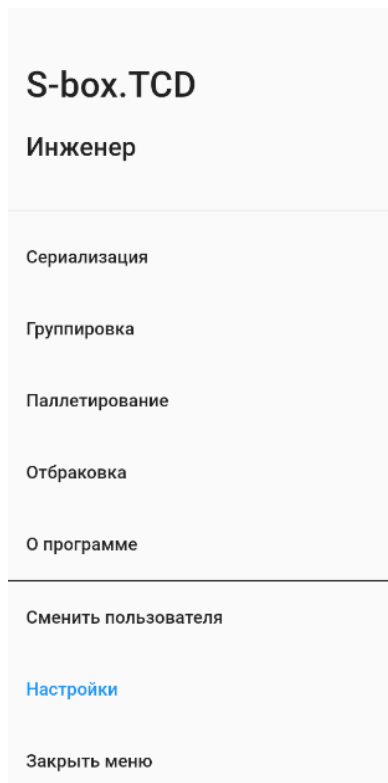 S-box.TCD
Инженер
Сериализация
Группировка
Паллетирование
Отбраковка
О программе
Сменить пользователя
Настройки
Закрыть меню